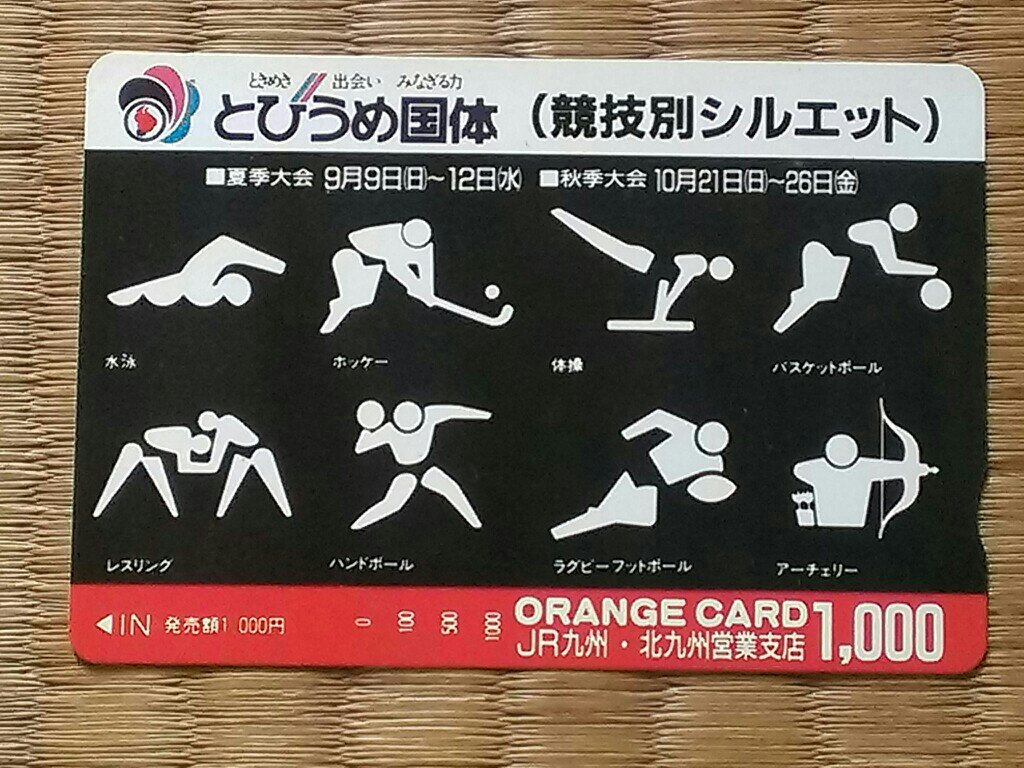 ときめき 出会い みなぎる力
とびうめ国体 (競技別シルエット)
■夏季大会 9月9日(日)~12日(水) ■秋季大会 10月21日(日)~26日(金)
水泳 ホッケー 体操 バスケットボール
レスリング ハンドボール ラグビーフットボール アーチェリー
◀IN 発売額1,000円 0 100 500 1000
ORANGE CARD 1,000
JR九州・北九州営業支店